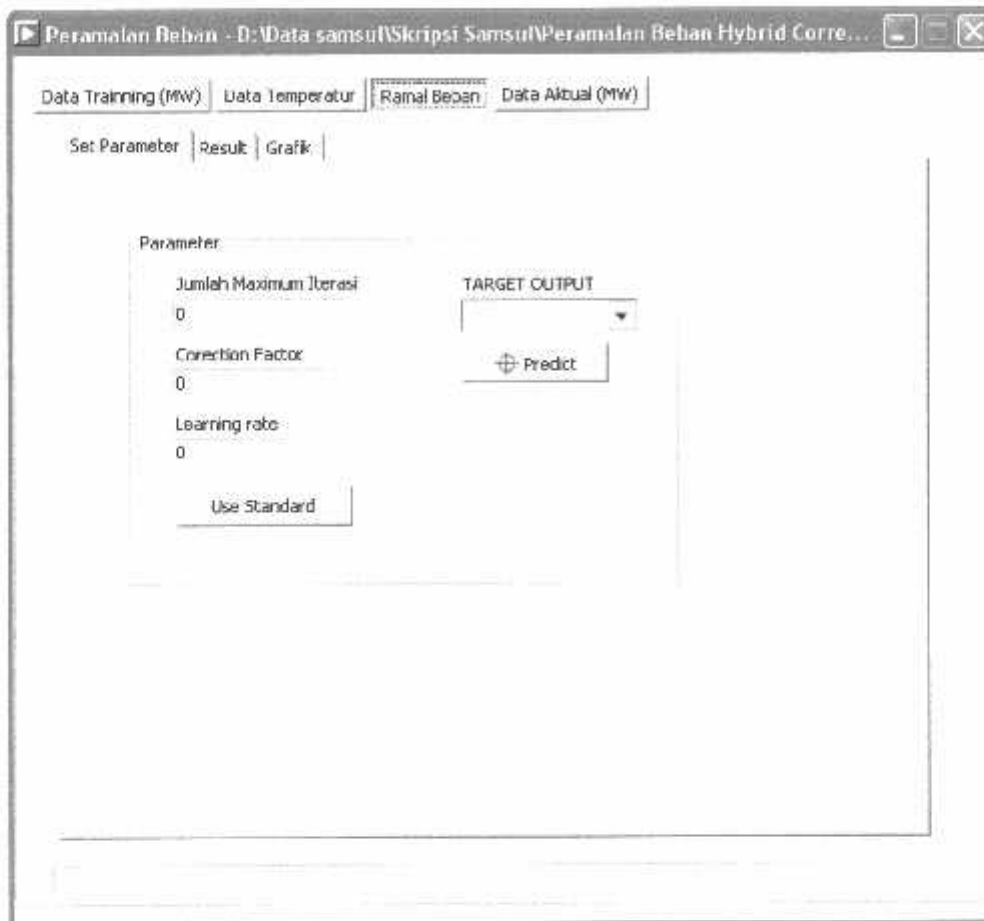 Peramalan Beban - D:\Data samsul\Skripsi Samsul\Peramalan Beban Hybrid Corre...
Data Trainning (MW) Data Temperatur Ramal Beban Data Aktual (MW)
Set Parameter Result Grafik
Parameter
Jumlah Maximum Iterasi TARGET OUTPUT
0
Corection Factor Predict
0
Learning rate
0
Use Standard